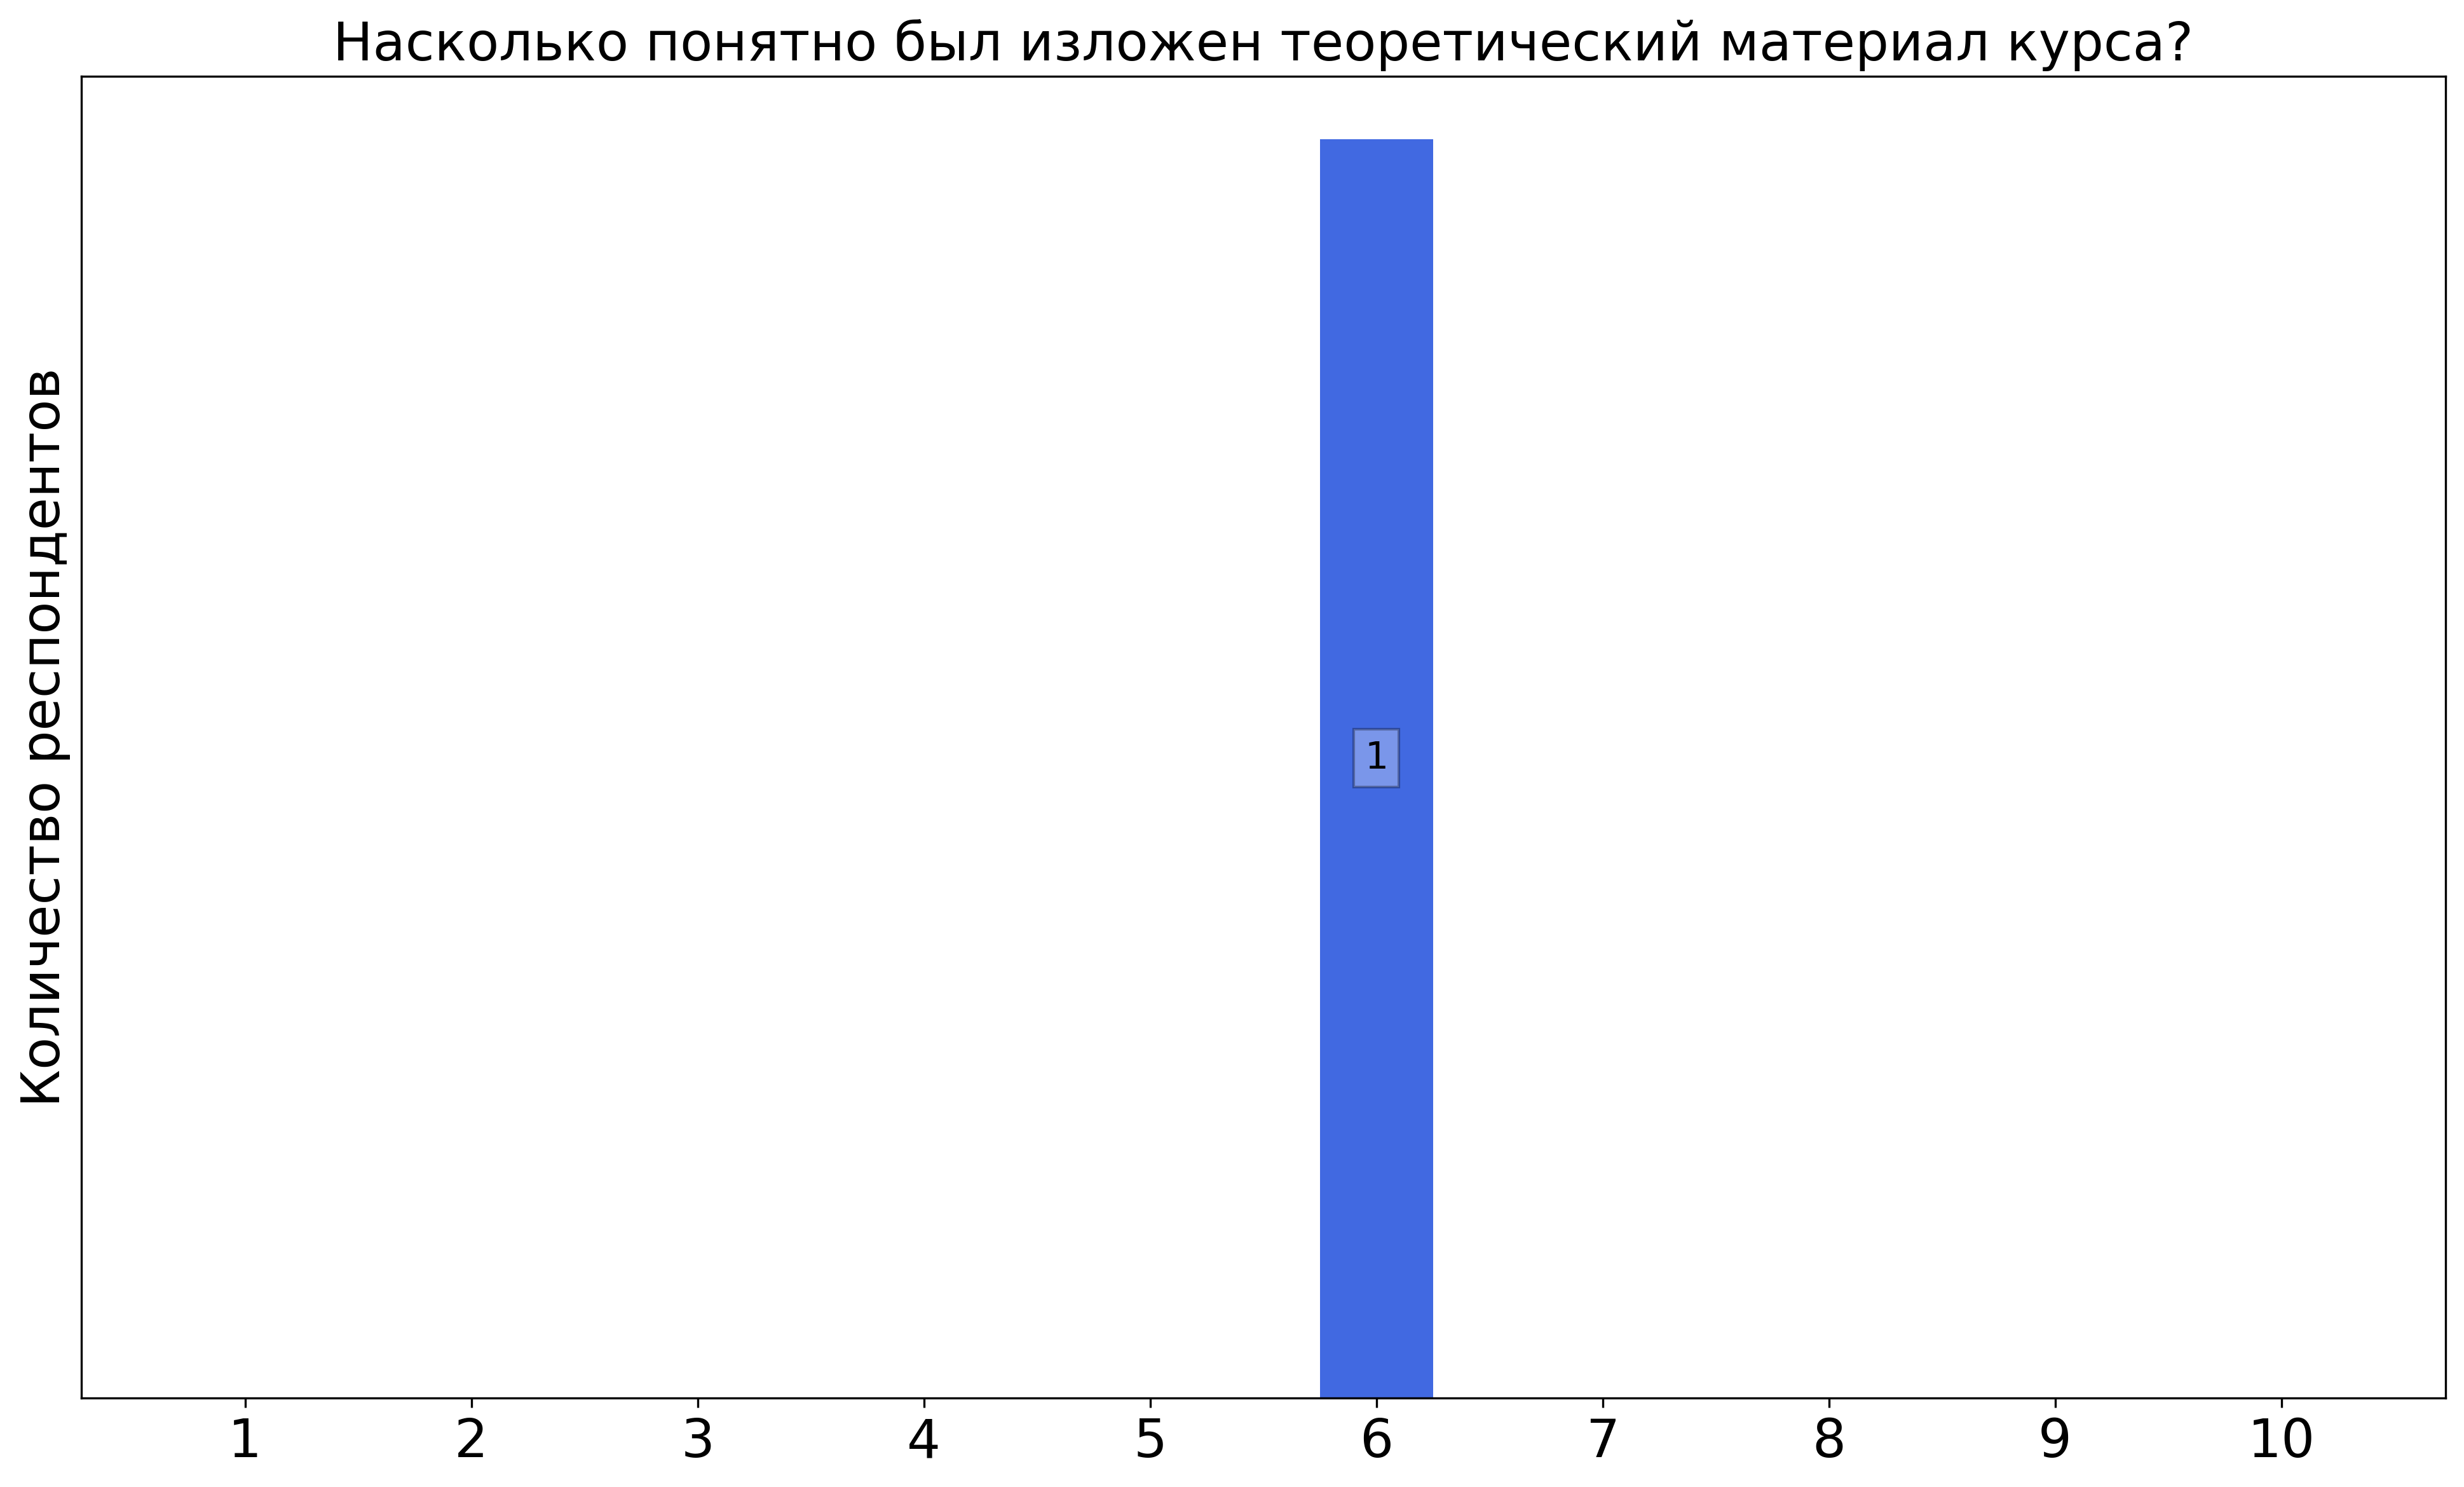 Насколько понятно был изложен теоретический материал курса?
Количество респондентов
1
1 2 3 4 5 6 7 8 9 10